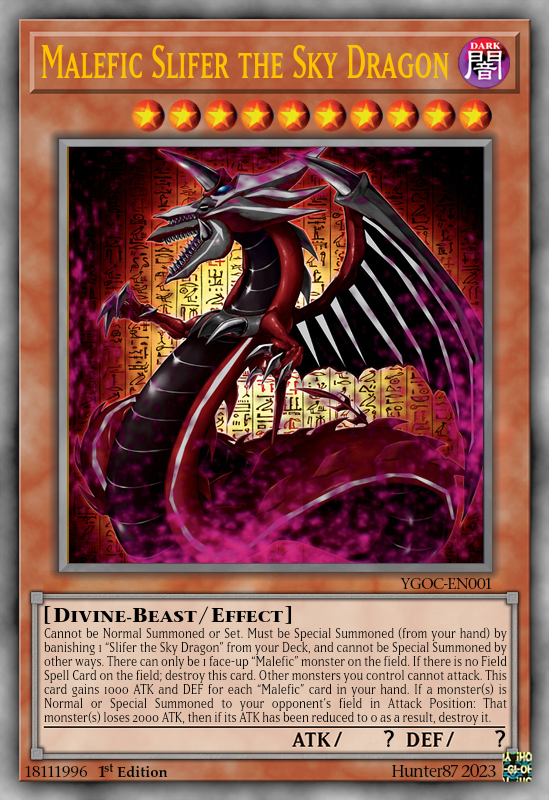 Malefic Slifer the Sky Dragon
DARK
闇
YGOC-EN001
[Divine-Beast/Effect]
Cannot be Normal Summoned or Set. Must be Special Summoned (from your hand) by
banishing 1 “Slifer the Sky Dragon” from your Deck, and cannot be Special Summoned by
other ways. There can only be 1 face-up “Malefic” monster on the field. If there is no Field
Spell Card on the field; destroy this card. Other monsters you control cannot attack. This
card gains 1000 ATK and DEF for each “Malefic” card in your hand. If a monster(s) is
Normal or Special Summoned to your opponent’s field in Attack Position: That
monster(s) loses 2000 ATK, then if its ATK has been reduced to 0 as a result, destroy it.
ATK/ ? DEF/ ?
18111996 1st Edition Hunter87 2023